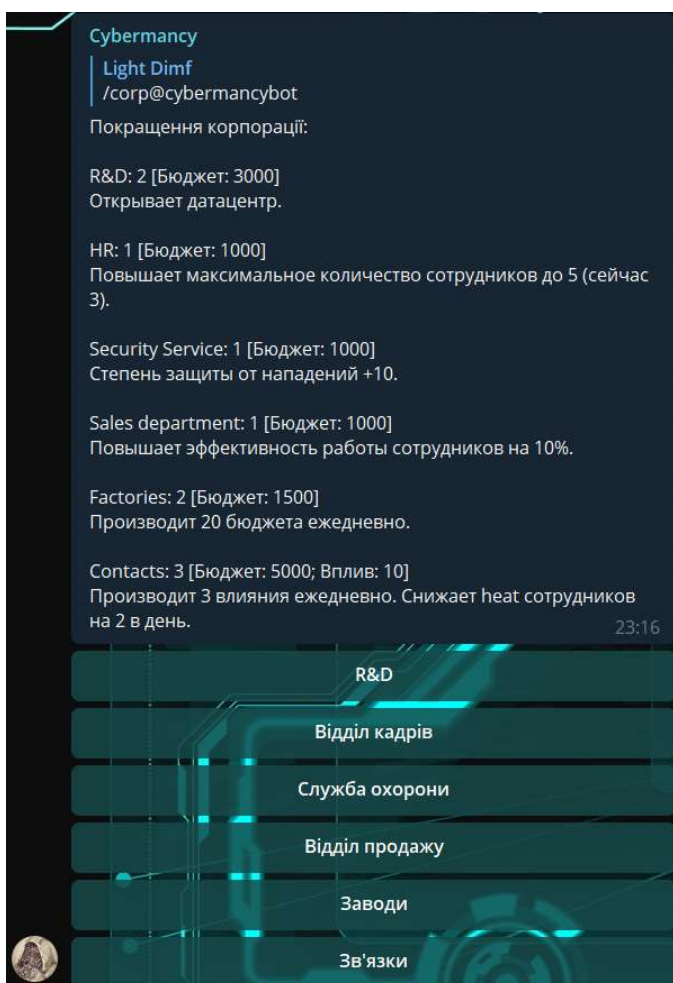 Cybermancy
Light Dimf
/corp@cybermancybot
Покращення корпорації:
R&D: 2 [Бюджет: 3000]
Открывает датацентр.
HR: 1 [Бюджет: 1000]
Повышает максимальное количество сотрудников до 5 (сейчас
3).
Security Service: 1 [Бюджет: 1000]
Степень защиты от нападений +10.
Sales department: 1 [Бюджет: 1000]
Повышает эффективность работы сотрудников на 10%.
Factories: 2 [Бюджет: 1500]
Производит 20 бюджета ежедневно.
Contacts: 3 [Бюджет: 5000; Вплив: 10]
Производит 3 влияния ежедневно. Снижает heat сотрудников
на 2 в день.
23:16
R&D
Відділ кадрів
Служба охорони
Відділ продажу
Заводи
Зв'язки